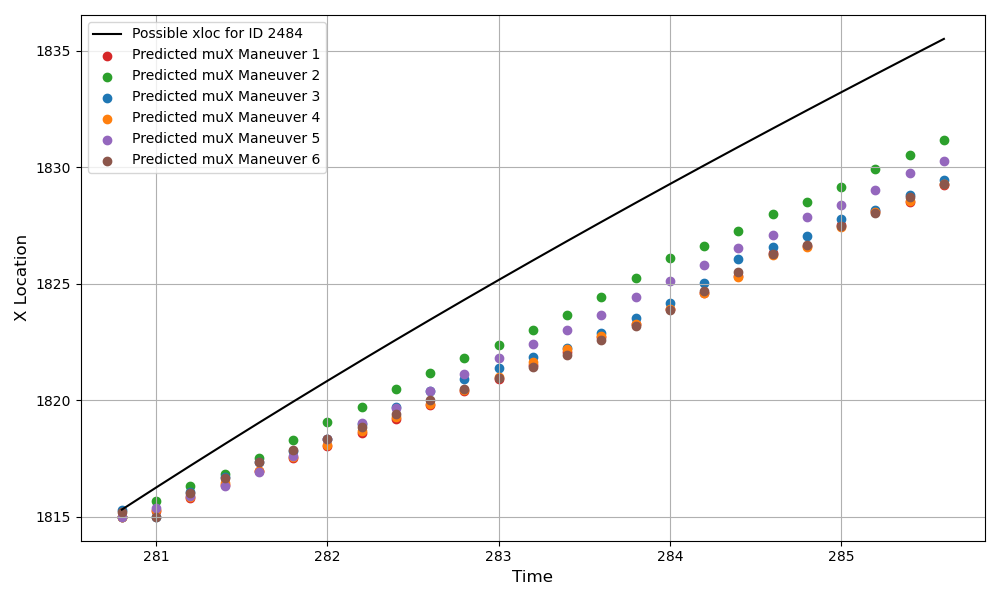 Possible xloc for ID 2484
Predicted muX Maneuver 1
Predicted muX Maneuver 2
Predicted muX Maneuver 3
Predicted muX Maneuver 4
Predicted muX Maneuver 5
Predicted muX Maneuver 6
1835
1830
1825
1820
1815
X Location
281 282 283 284 285
Time